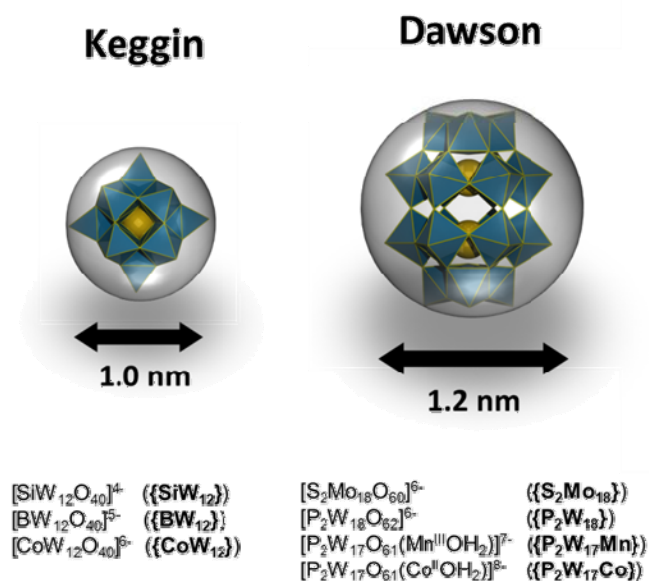 Keggin
Dawson
1.0 nm
1.2 nm
[SiW₁₂O₄₀]⁴⁻ ({SiW₁₂})
[BW₁₂O₄₀]⁵⁻ ({BW₁₂})
[CoW₁₂O₄₀]⁶⁻ ({CoW₁₂})
[S₂Mo₁₈O₆₀]⁶⁻ ({S₂Mo₁₈})
[P₂W₁₈O₆₂]⁶⁻ ({P₂W₁₈})
[P₂W₁₇O₆₁(MnᴵᴵᴵOH₂)]⁷⁻ ({P₂W₁₇Mn})
[P₂W₁₇O₆₁(CoᴵᴵOH₂)]⁸⁻ ({P₂W₁₇Co})